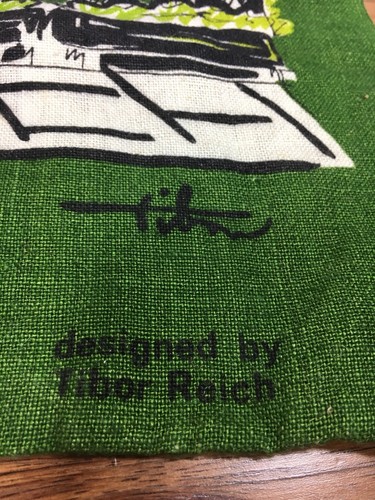 Tibor
designed by
Tibor Reich